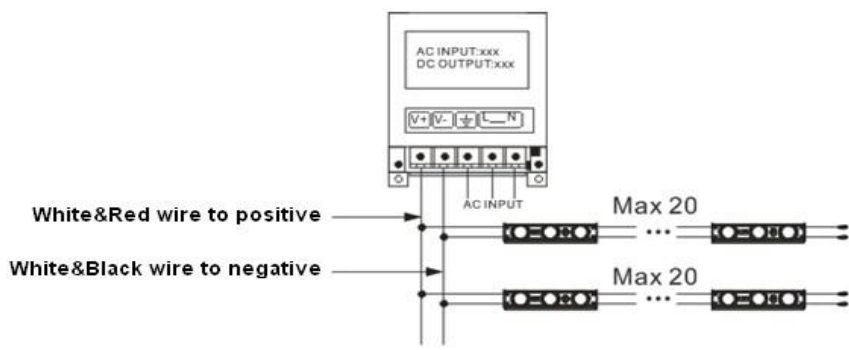 AC INPUT:xxx
DC OUTPUT:xxx
V+ V- L N
AC INPUT
White&Red wire to positive
Max 20
White&Black wire to negative
Max 20